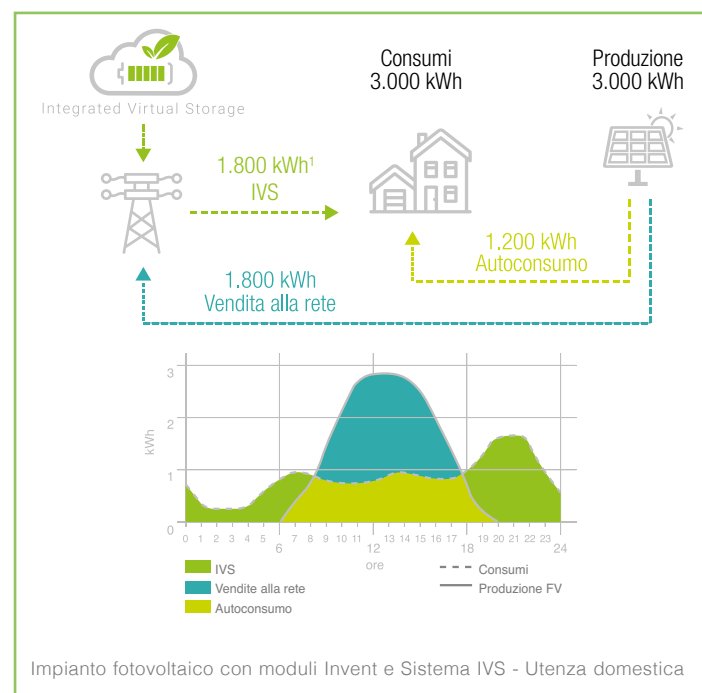 Consumi
3.000 kWh
Produzione
3.000 kWh
Integrated Virtual Storage
1.800 kWh¹
IVS
1.200 kWh
Autoconsumo
1.800 kWh
Vendita alla rete
3
2
1
0
kWh
0 1 2 3 4 5 7 8 9 10 11 13 14 15 16 17 19 20 21 22 23
6 12 18 24
ore
IVS
Vendite alla rete
Autoconsumo
Consumi
Produzione FV
Impianto fotovoltaico con moduli Invent e Sistema IVS - Utenza domestica